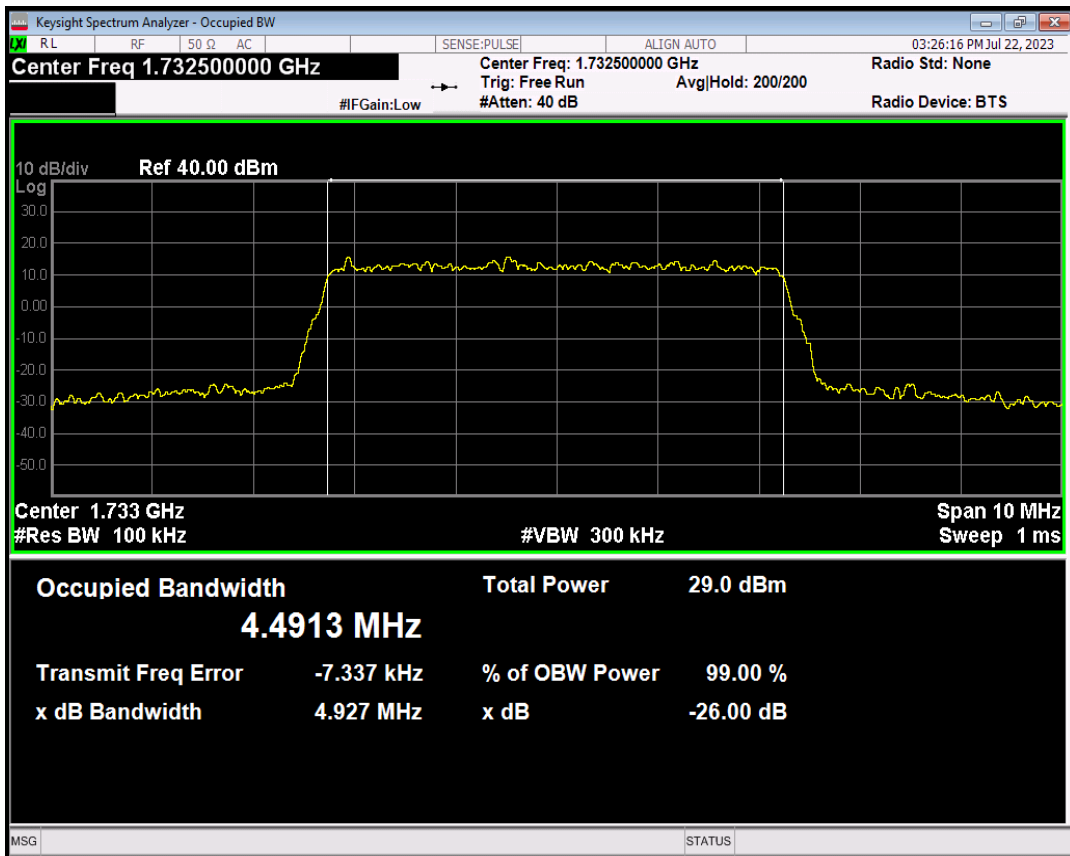 Keysight Spectrum Analyzer - Occupied BW
LXI RL RF 50 Ω AC SENSE:PULSE ALIGN AUTO 03:26:16 PM Jul 22, 2023
Center Freq 1.732500000 GHz Center Freq: 1.732500000 GHz Radio Std: None
Trig: Free Run Avg|Hold: 200/200
#IFGain:Low #Atten: 40 dB Radio Device: BTS
10 dB/div Ref 40.00 dBm
Log
30.0
20.0
10.0
0.00
-10.0
-20.0
-30.0
-40.0
-50.0
Center 1.733 GHz Span 10 MHz
#Res BW 100 kHz #VBW 300 kHz Sweep 1 ms
Occupied Bandwidth Total Power 29.0 dBm
4.4913 MHz
Transmit Freq Error -7.337 kHz % of OBW Power 99.00 %
x dB Bandwidth 4.927 MHz x dB -26.00 dB
MSG STATUS